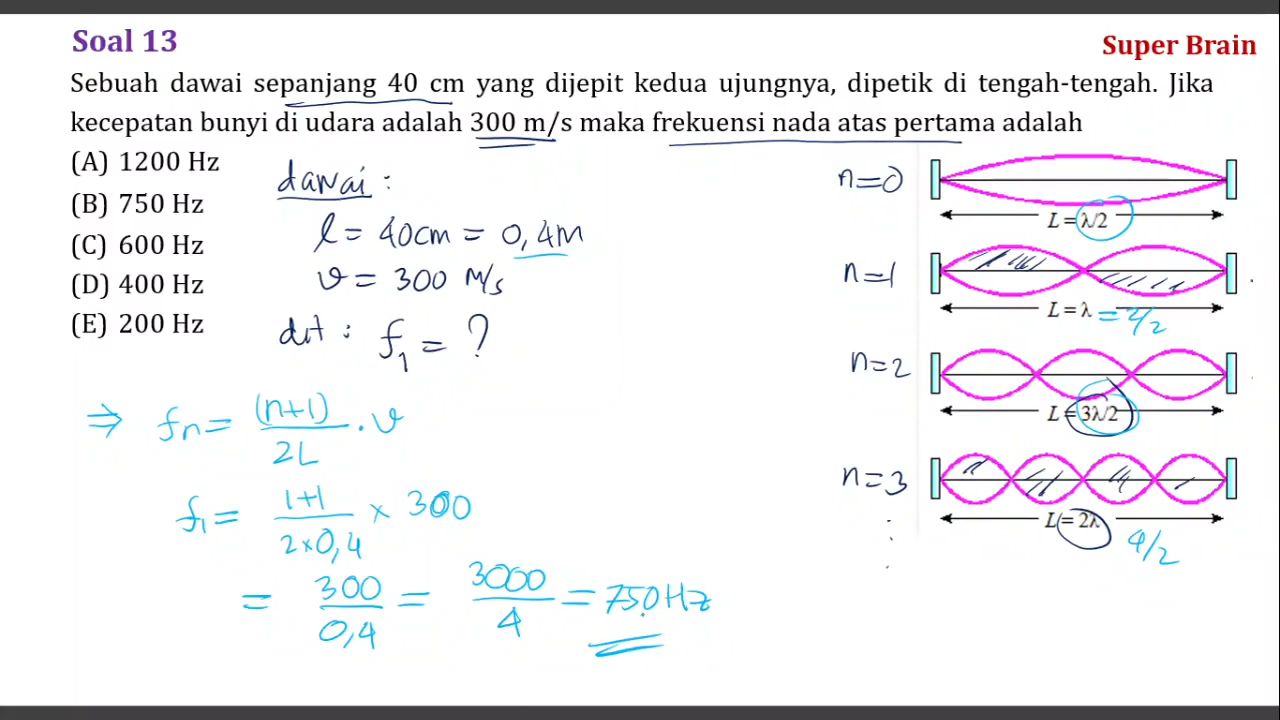 Soal 13
Super Brain
Sebuah dawai sepanjang 40 cm yang dijepit kedua ujungnya, dipetik di tengah-tengah. Jika
kecepatan bunyi di udara adalah 300 m/s maka frekuensi nada atas pertama adalah
(A) 1200 Hz
(B) 750 Hz
(C) 600 Hz
(D) 400 Hz
(E) 200 Hz
dawai :
l = 40cm = 0,4 M
v = 300 M/s
dit : f₁ = ?
⇒ fn = (n+1)/2L . v
f₁ = 1+1/2×0,4 × 300
= 300/0,4 = 3000/4 = 750 Hz
n=0
L = λ/2
n=1
L = λ = 2/2
n=2
L = 3λ/2
n=3
L = 2λ 4/2